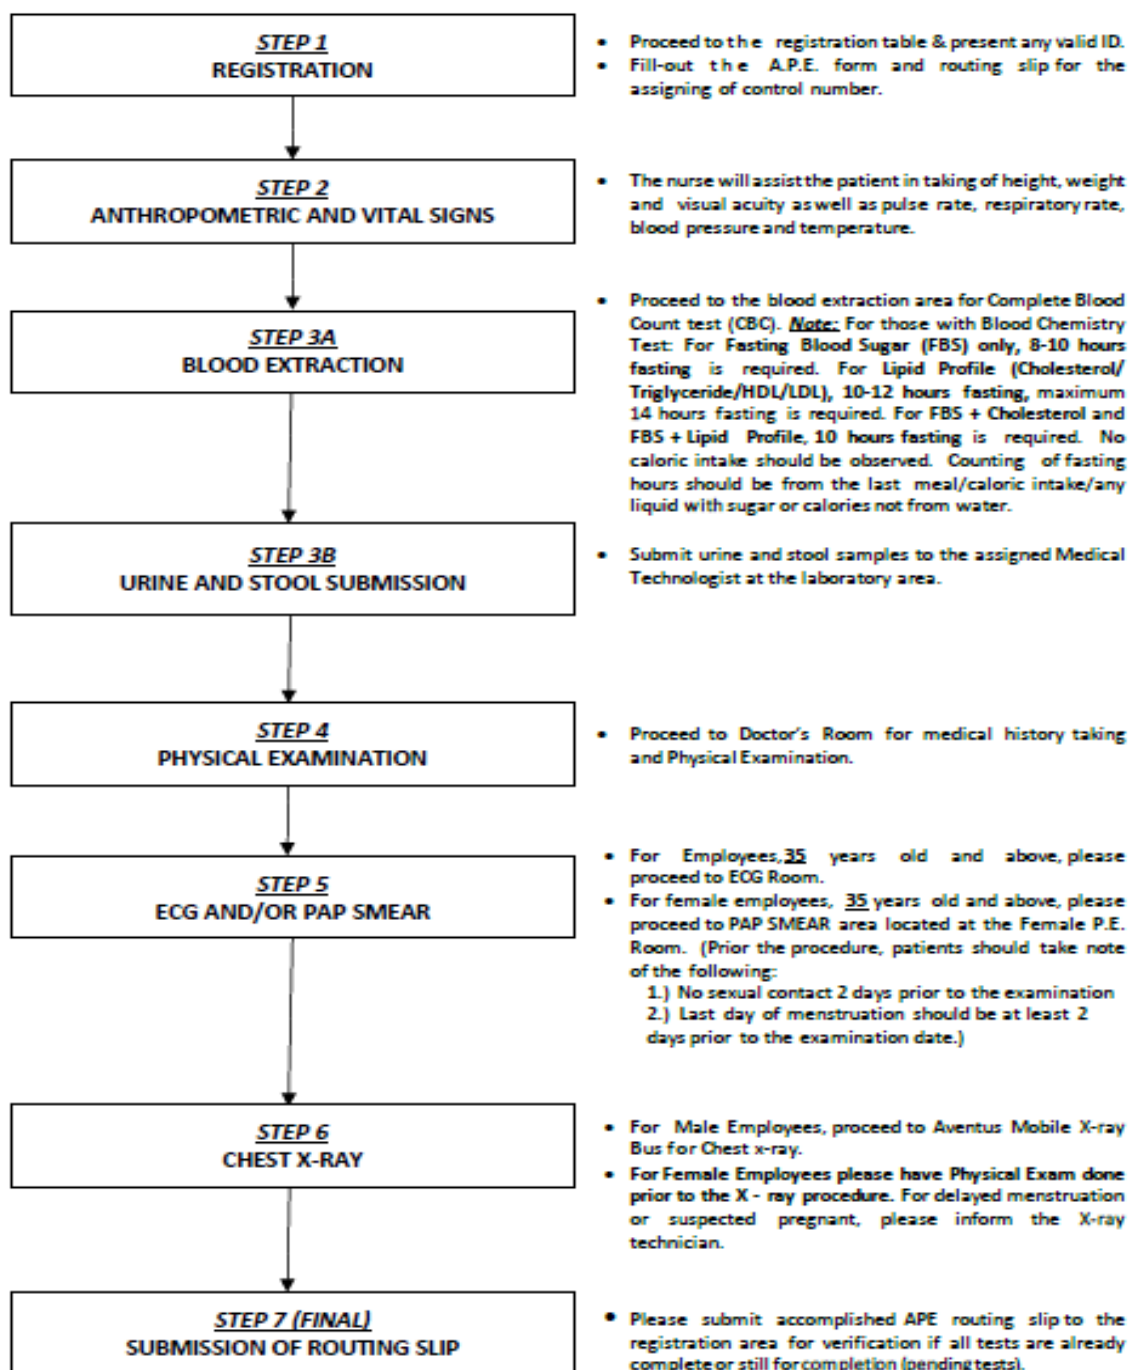 STEP 1
REGISTRATION
• Proceed to the registration table & present any valid ID.
• Fill-out the A.P.E. form and routing slip for the
assigning of control number.
STEP 2
ANTHROPOMETRIC AND VITAL SIGNS
• The nurse will assist the patient in taking of height, weight
and visual acuity as well as pulse rate, respiratory rate,
blood pressure and temperature.
STEP 3A
BLOOD EXTRACTION
• Proceed to the blood extraction area for Complete Blood
Count test (CBC). Note: For those with Blood Chemistry
Test: For Fasting Blood Sugar (FBS) only, 8-10 hours
fasting is required. For Lipid Profile (Cholesterol/
Triglyceride/HDL/LDL), 10-12 hours fasting, maximum
14 hours fasting is required. For FBS + Cholesterol and
FBS + Lipid Profile, 10 hours fasting is required. No
caloric intake should be observed. Counting of fasting
hours should be from the last meal/caloric intake/any
liquid with sugar or calories not from water.
STEP 3B
URINE AND STOOL SUBMISSION
• Submit urine and stool samples to the assigned Medical
Technologist at the laboratory area.
STEP 4
PHYSICAL EXAMINATION
• Proceed to Doctor's Room for medical history taking
and Physical Examination.
STEP 5
ECG AND/OR PAP SMEAR
• For Employees, 35 years old and above, please
proceed to ECG Room.
• For female employees, 35 years old and above, please
proceed to PAP SMEAR area located at the Female P.E.
Room. (Prior the procedure, patients should take note
of the following:
1.) No sexual contact 2 days prior to the examination
2.) Last day of menstruation should be at least 2
days prior to the examination date.)
STEP 6
CHEST X-RAY
• For Male Employees, proceed to Aventus Mobile X-ray
Bus for Chest x-ray.
• For Female Employees please have Physical Exam done
prior to the X - ray procedure. For delayed menstruation
or suspected pregnant, please inform the X-ray
technician.
STEP 7 (FINAL)
SUBMISSION OF ROUTING SLIP
• Please submit accomplished APE routing slip to the
registration area for verification if all tests are already
complete or still for completion (pending tests).